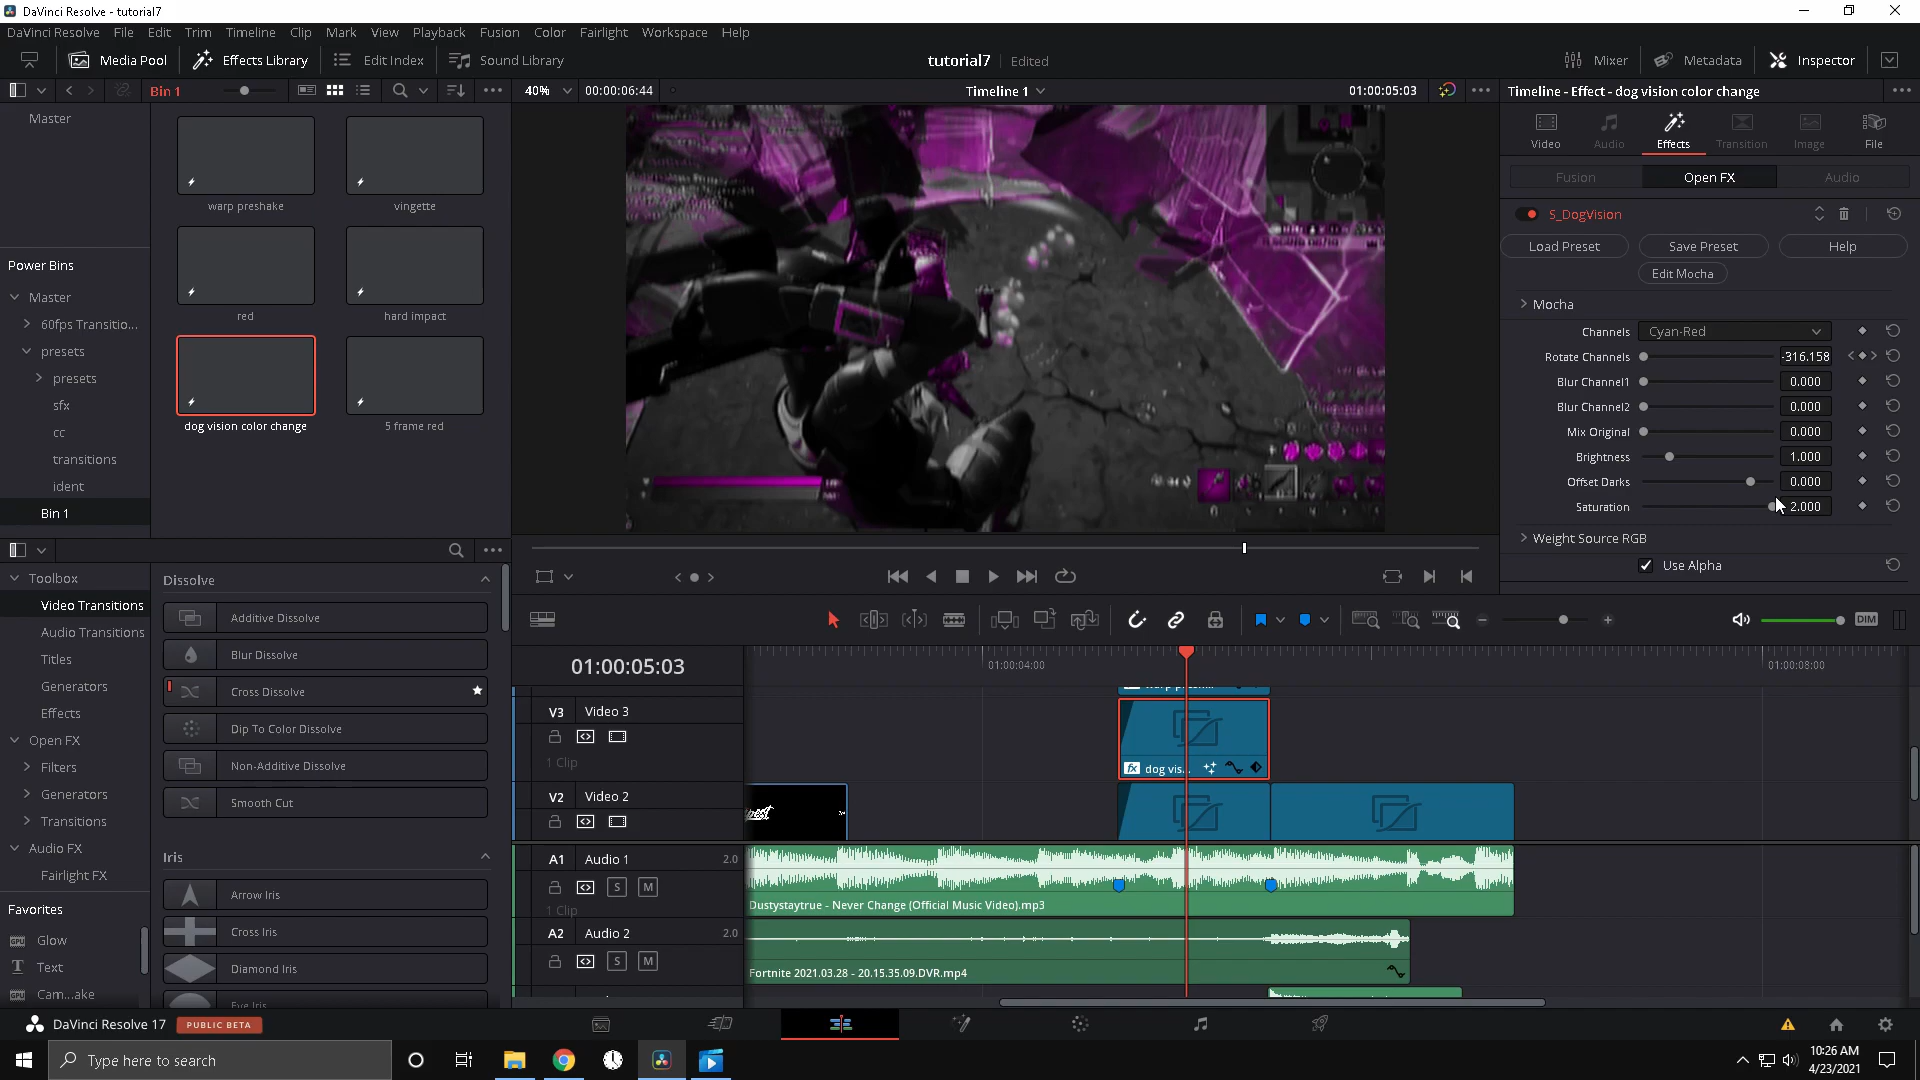 DaVinci Resolve - tutorial7
DaVinci Resolve File Edit Trim Timeline Clip Mark View Playback Fusion Color Fairlight Workspace Help
Media Pool Effects Library Edit Index Sound Library tutorial7 Edited Mixer Metadata Inspector
Bin 1 40% 00:00:06:44 Timeline 1 01:00:05:03 Timeline - Effect - dog vision color change
Master
Power Bins
Master
60fps Transitio...
presets
presets
sfx
cc
transitions
ident
Bin 1
warp preshake vingette
red hard impact
dog vision color change 5 frame red
Video Audio Effects Transition Image File
Fusion Open FX Audio
S_DogVision
Load Preset Save Preset Help
Edit Mocha
Mocha
Channels Cyan-Red
Rotate Channels -316.158
Blur Channel1 0.000
Blur Channel2 0.000
Mix Original 0.000
Brightness 1.000
Offset Darks 0.000
Saturation 2.000
Weight Source RGB
Use Alpha
Toolbox
Video Transitions
Audio Transitions
Titles
Generators
Effects
Open FX
Filters
Generators
Transitions
Audio FX
Fairlight FX
Favorites
Glow
Text
Cam...ake
Dissolve
Additive Dissolve
Blur Dissolve
Cross Dissolve
Dip To Color Dissolve
Non-Additive Dissolve
Smooth Cut
Iris
Arrow Iris
Cross Iris
Diamond Iris
Eye Iris
DIM
01:00:05:03 01:00:04:00 01:00:08:00
V3 Video 3
1 Clip
fx dog vis...
V2 Video 2
A1 Audio 1 2.0
S M
1 Clip
Dustystaytrue - Never Change (Official Music Video).mp3
A2 Audio 2 2.0
S M
Fortnite 2021.03.28 - 20.15.35.09.DVR.mp4
DaVinci Resolve 17 PUBLIC BETA
Type here to search
10:26 AM
4/23/2021